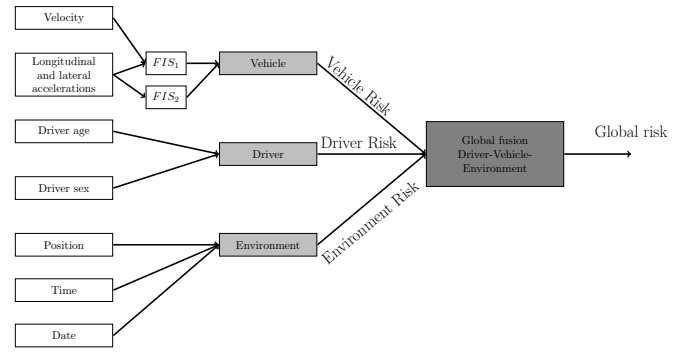 Velocity
Longitudinal
and lateral
accelerations
FIS1
FIS2
Vehicle
Vehicle Risk
Driver age
Driver sex
Driver
Driver Risk
Position
Time
Date
Environment
Environment Risk
Global fusion
Driver-Vehicle-
Environment
Global risk